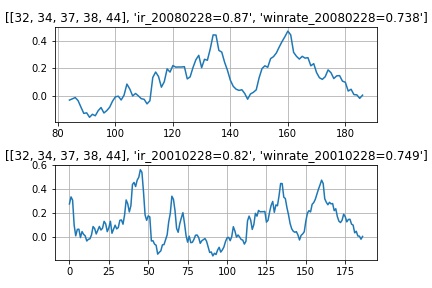 [[32, 34, 37, 38, 44], 'ir_20080228=0.87', 'winrate_20080228=0.738']
0.4
0.2
0.0
80 100 120 140 160 180
[[32, 34, 37, 38, 44], 'ir_20010228=0.82', 'winrate_20010228=0.749']
0.6
0.4
0.2
0.0
0 25 50 75 100 125 150 175